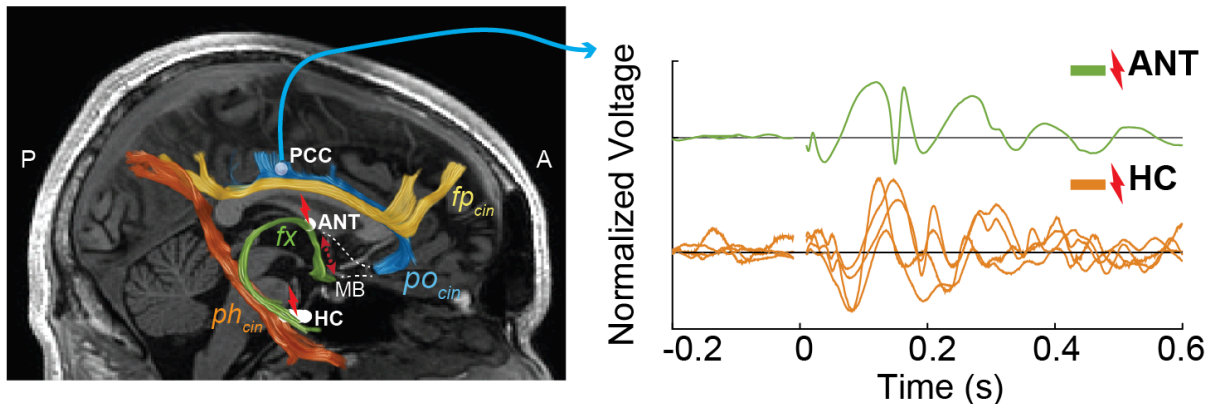 P
A
PCC
ANT
fx
MB
HC
fp cin
po cin
ph cin
Normalized Voltage
ANT
HC
-0.2
0
0.2
0.4
0.6
Time (s)